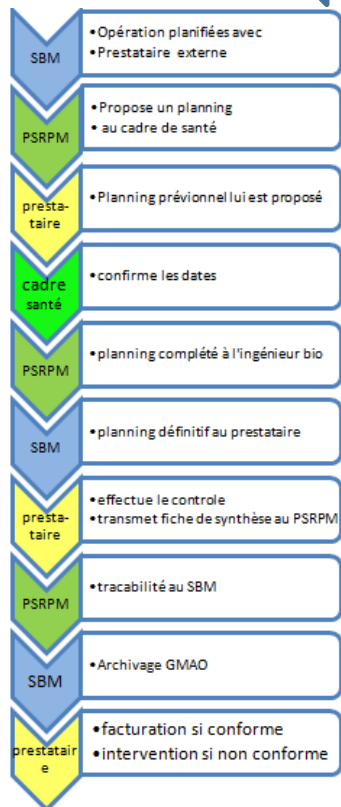 SBM
•Opération planifiées avec
•Prestataire externe
PSRPM
•Propose un planning
• au cadre de santé
presta-
taire
•Planning prévionnel lui est proposé
cadre
santé
•confirme les dates
PSRPM
•planning complété à l'ingénieur bio
SBM
•planning définitif au prestataire
presta-
taire
•effectue le controle
•transmet fiche de synthèse au PSRPM
PSRPM
•tracabilité au SBM
SBM
•Archivage GMAO
prestatair
e
•facturation si conforme
•intervention si non conforme